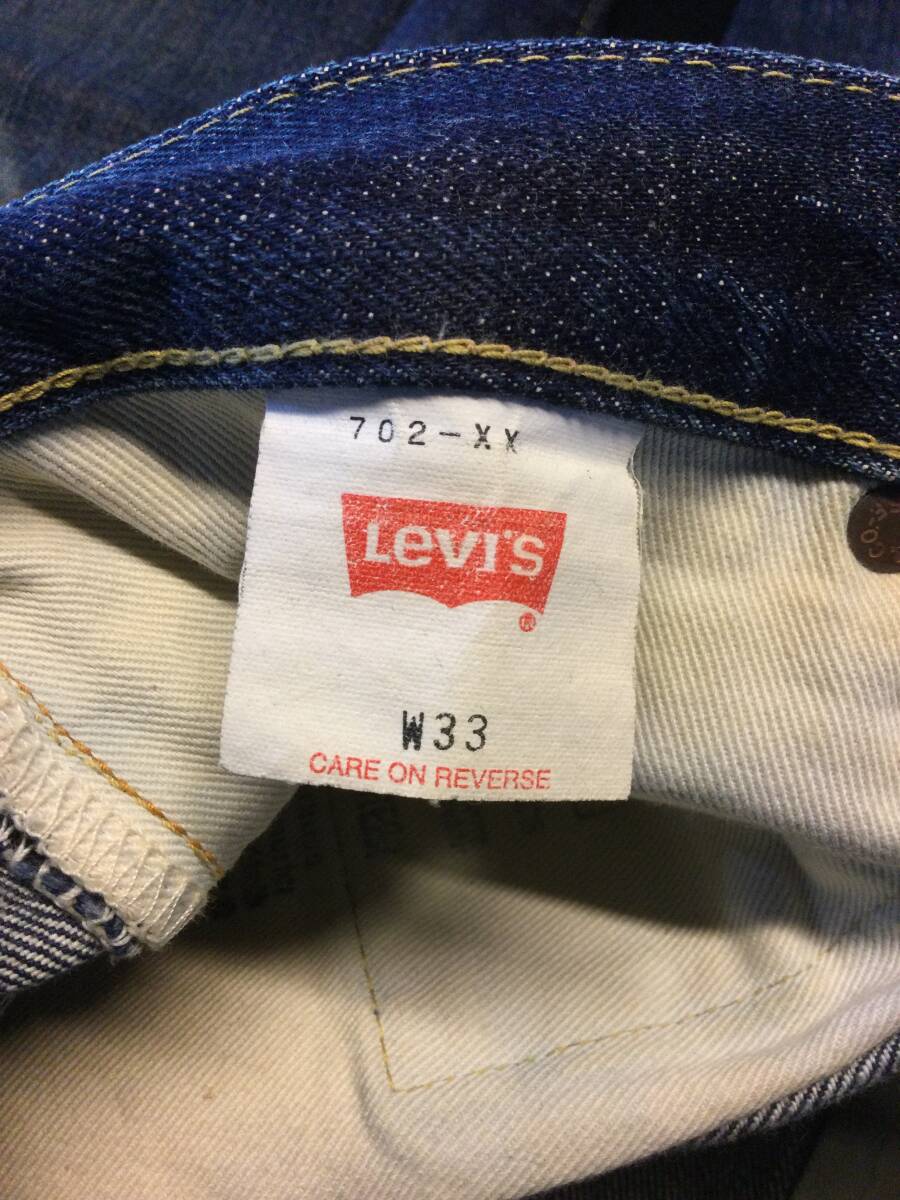 702-XX
Levi's
®
W33
CARE ON REVERSE